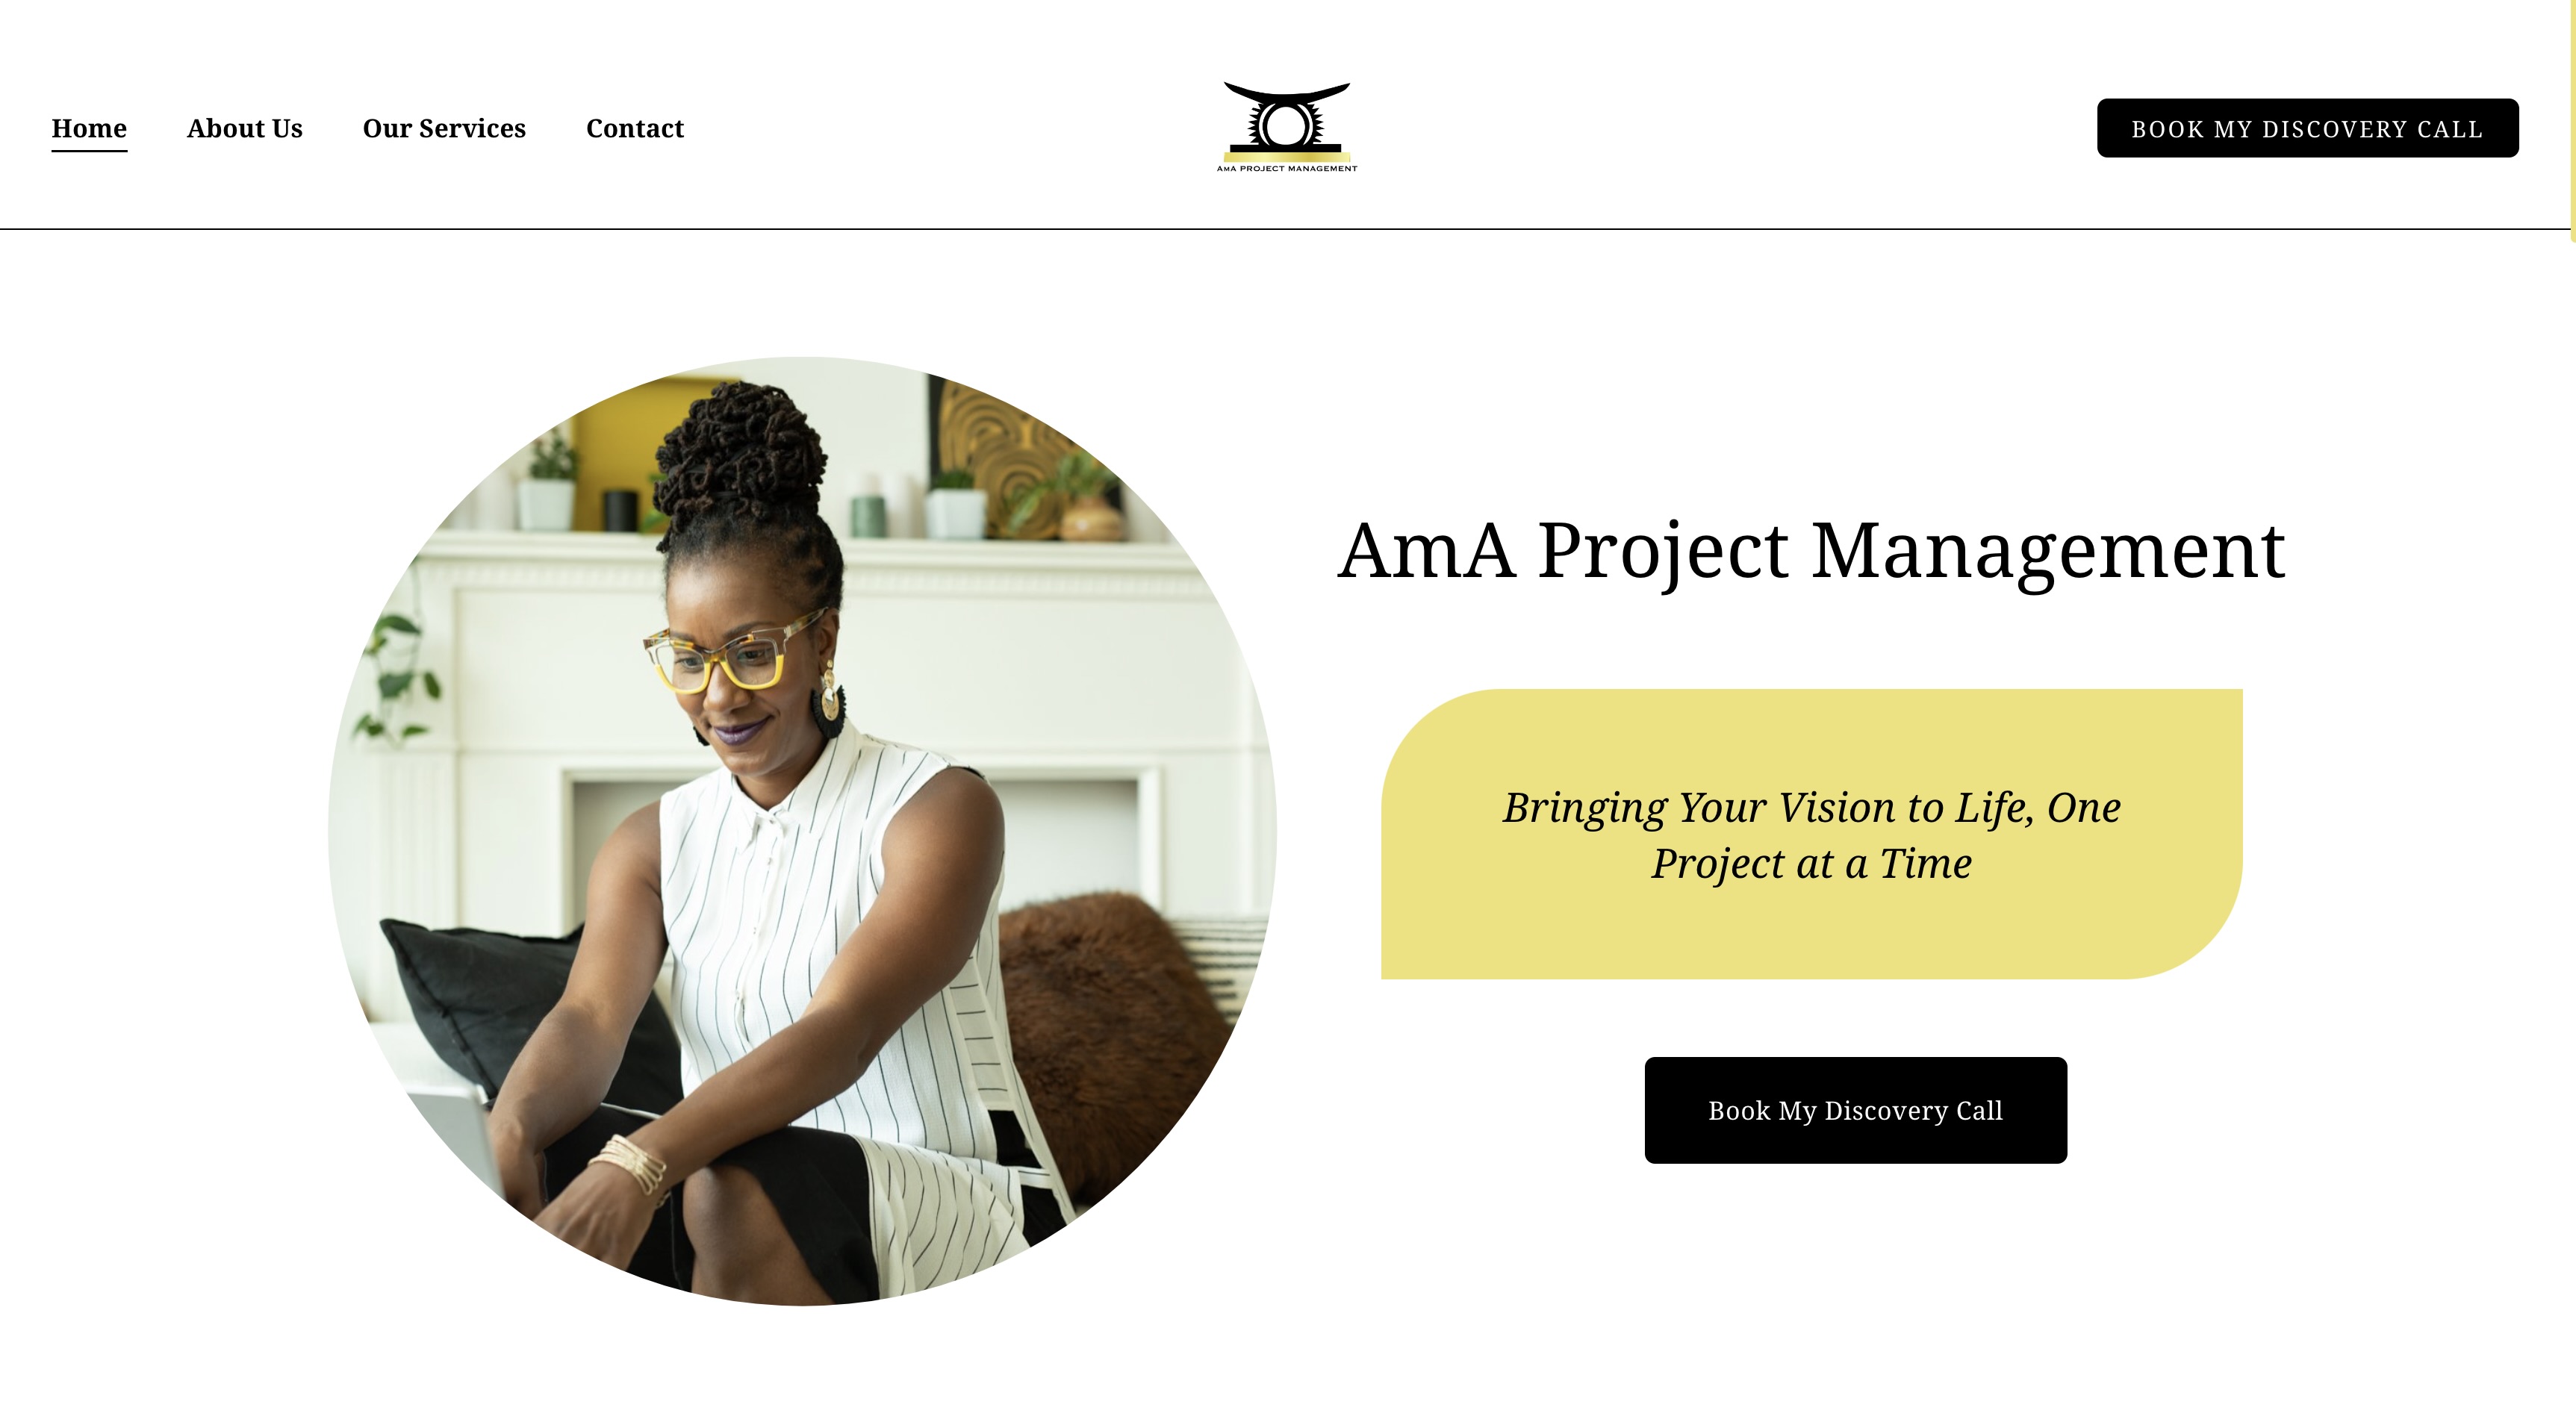 Home
About Us
Our Services
Contact
AMA PROJECT MANAGEMENT
BOOK MY DISCOVERY CALL
AmA Project Management
Bringing Your Vision to Life, One
Project at a Time
Book My Discovery Call